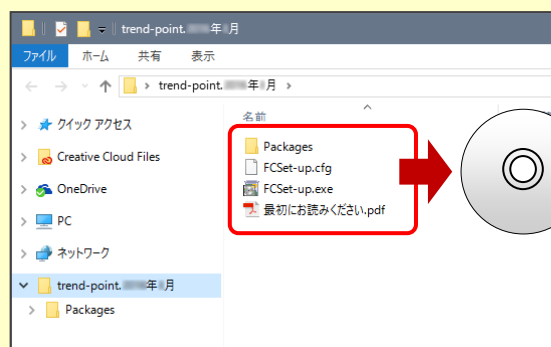 trend-point. 年 月
ファイル ホーム 共有 表示
trend-point. 年 月
名前
クイック アクセス
Creative Cloud Files
OneDrive
PC
ネットワーク
trend-point. 年 月
Packages
Packages
FCSet-up.cfg
FCSet-up.exe
最初にお読みください.pdf